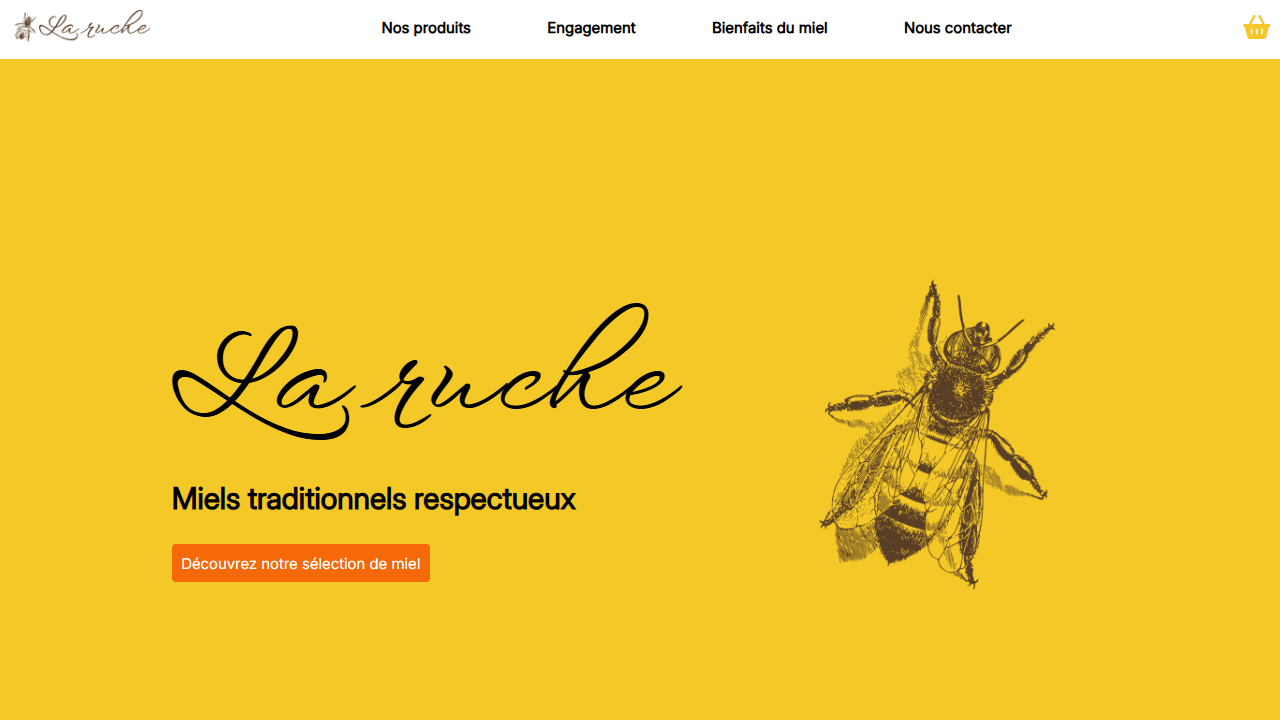 La ruche
Nos produits
Engagement
Bienfaits du miel
Nous contacter
La ruche
Miels traditionnels respectueux
Découvrez notre sélection de miel